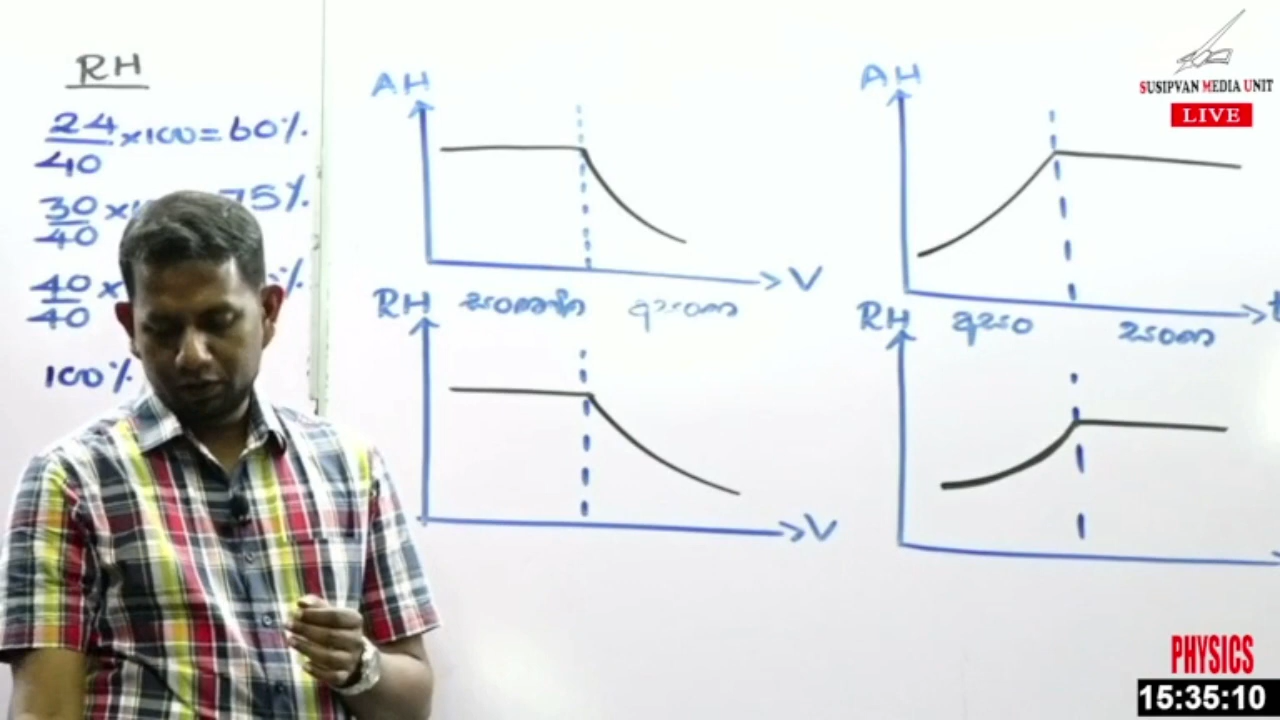 RH
24/40 × 100 = 60%
30/40 × 75%
40/40 × %
100%
AH
V
RH
සංතෘප්ත අසංතෘ
V
AH
t
RH
අසං සංතෘ
SUSIPVAN MEDIA UNIT
LIVE
PHYSICS
15:35:10